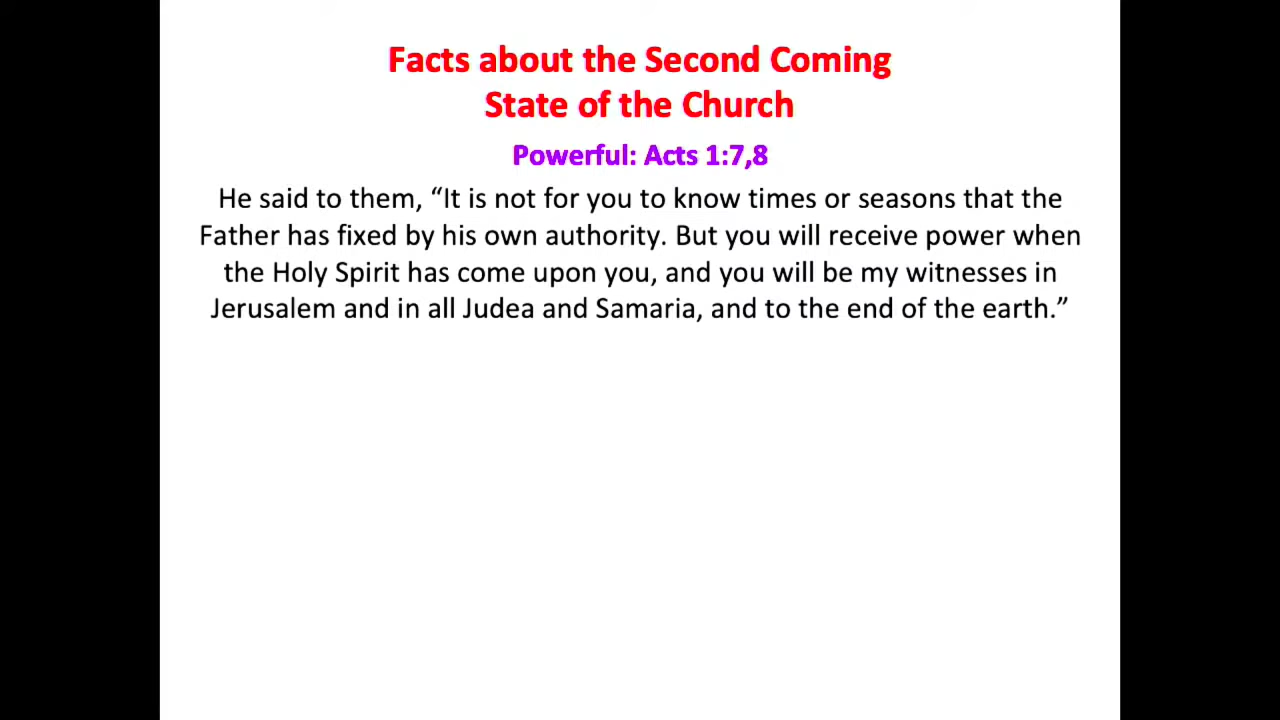 Facts about the Second Coming
State of the Church
Powerful: Acts 1:7,8
He said to them, “It is not for you to know times or seasons that the
Father has fixed by his own authority. But you will receive power when
the Holy Spirit has come upon you, and you will be my witnesses in
Jerusalem and in all Judea and Samaria, and to the end of the earth.”